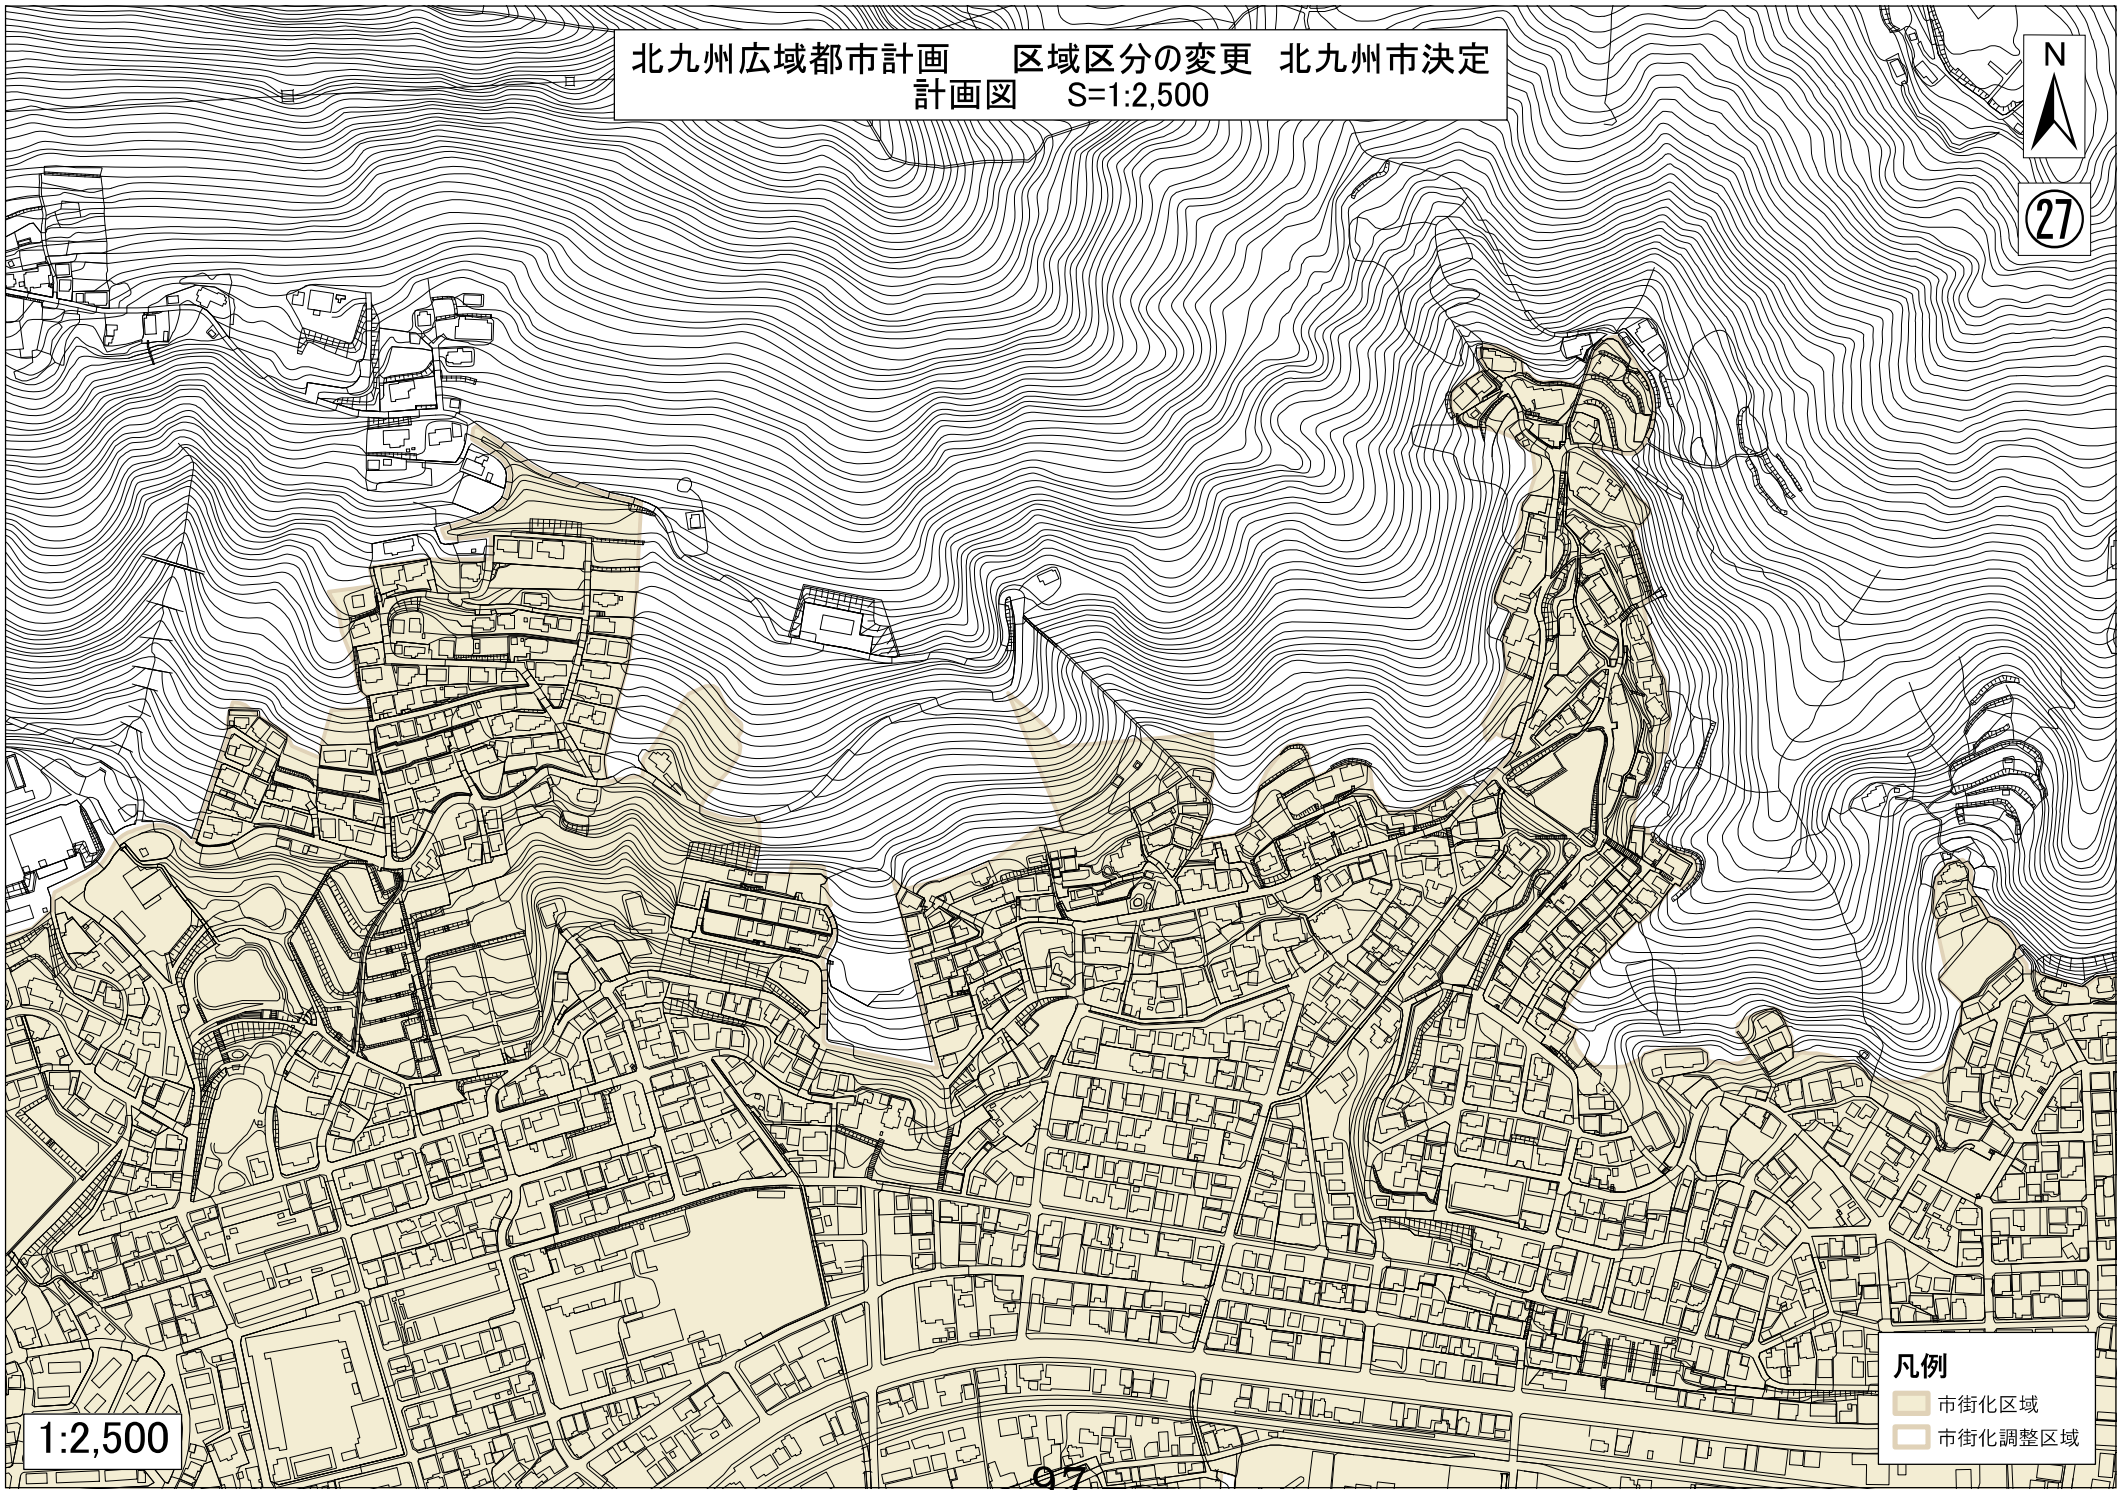 北九州広域都市計画　　区域区分の変更　北九州市決定
計画図　S=1:2,500
N
㉗
凡例
市街化区域
市街化調整区域
1:2,500
97